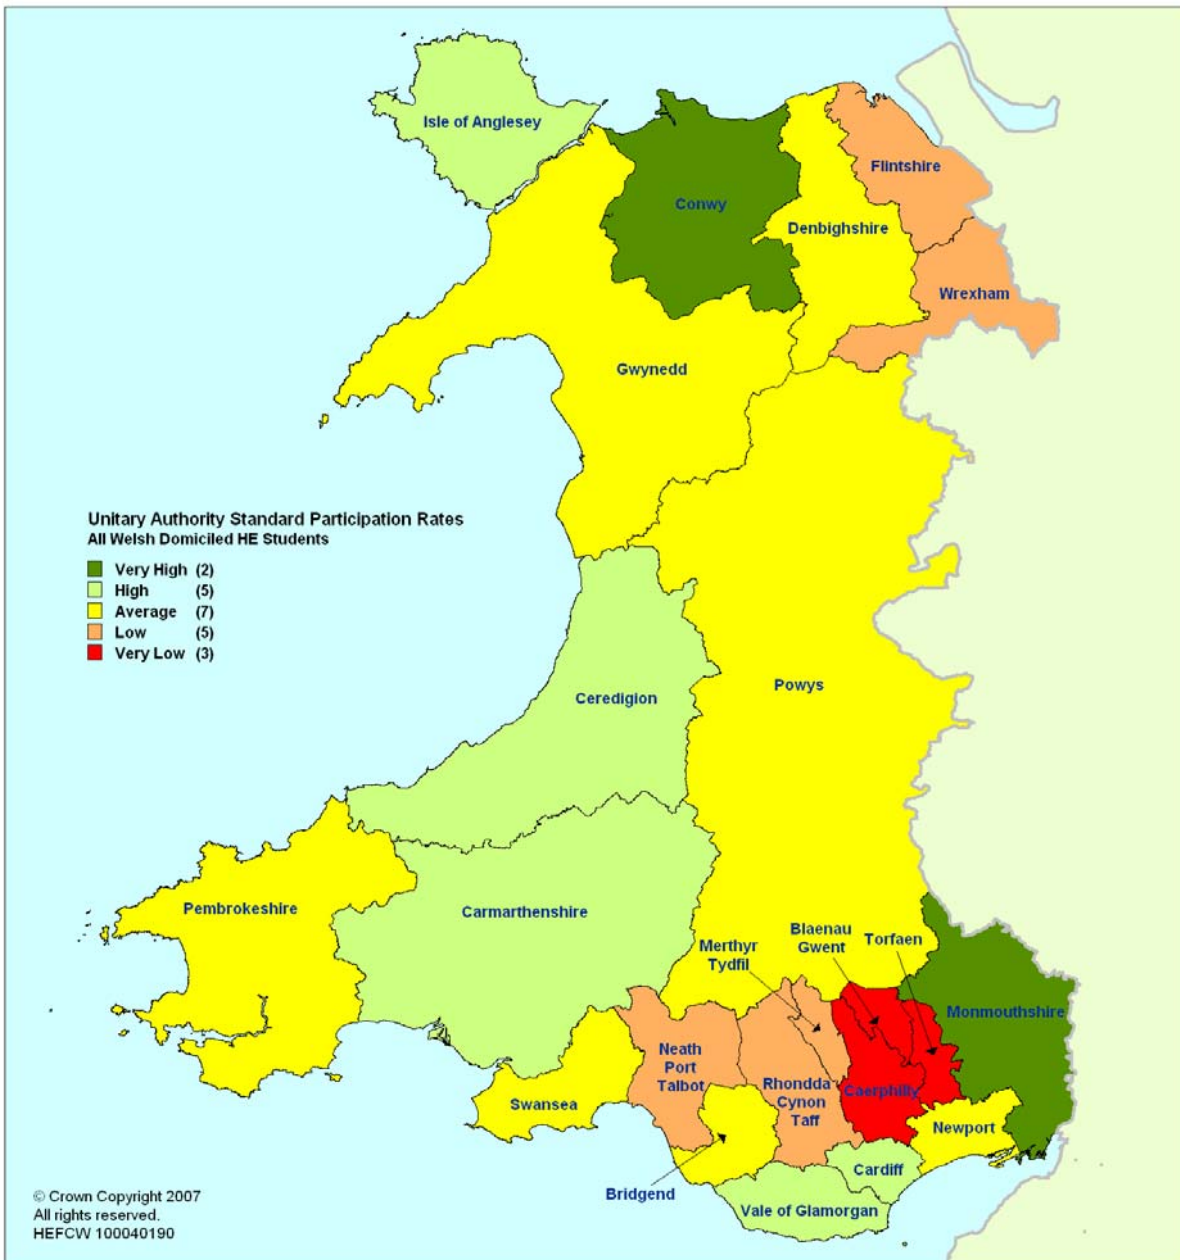 Isle of Anglesey
Flintshire
Conwy
Denbighshire
Wrexham
Gwynedd
Unitary Authority Standard Participation Rates
All Welsh Domiciled HE Students
Very High (2)
High (5)
Average (7)
Low (5)
Very Low (3)
Powys
Ceredigion
Pembrokeshire
Carmarthenshire
Merthyr
Tydfil
Blaenau
Gwent
Torfaen
Monmouthshire
Neath
Port
Talbot
Rhondda
Cynon
Taff
Caerphilly
Swansea
Newport
Cardiff
Bridgend
Vale of Glamorgan
© Crown Copyright 2007
All rights reserved.
HEFCW 100040190